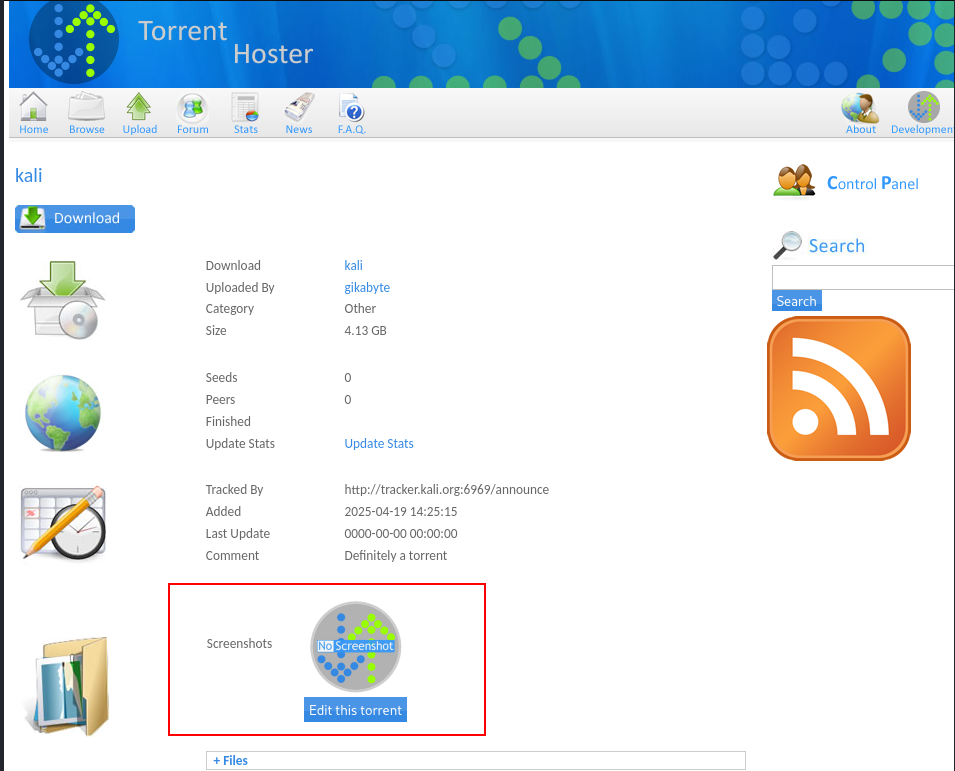 Torrent
Hoster
Home Browse Upload Forum Stats News F.A.Q. About Developmen
kali
Download
Control Panel
Search
Search
Download kali
Uploaded By gikabyte
Category Other
Size 4.13 GB
Seeds 0
Peers 0
Finished
Update Stats Update Stats
Tracked By http://tracker.kali.org:6969/announce
Added 2025-04-19 14:25:15
Last Update 0000-00-00 00:00:00
Comment Definitely a torrent
Screenshots No Screenshot
Edit this torrent
+ Files